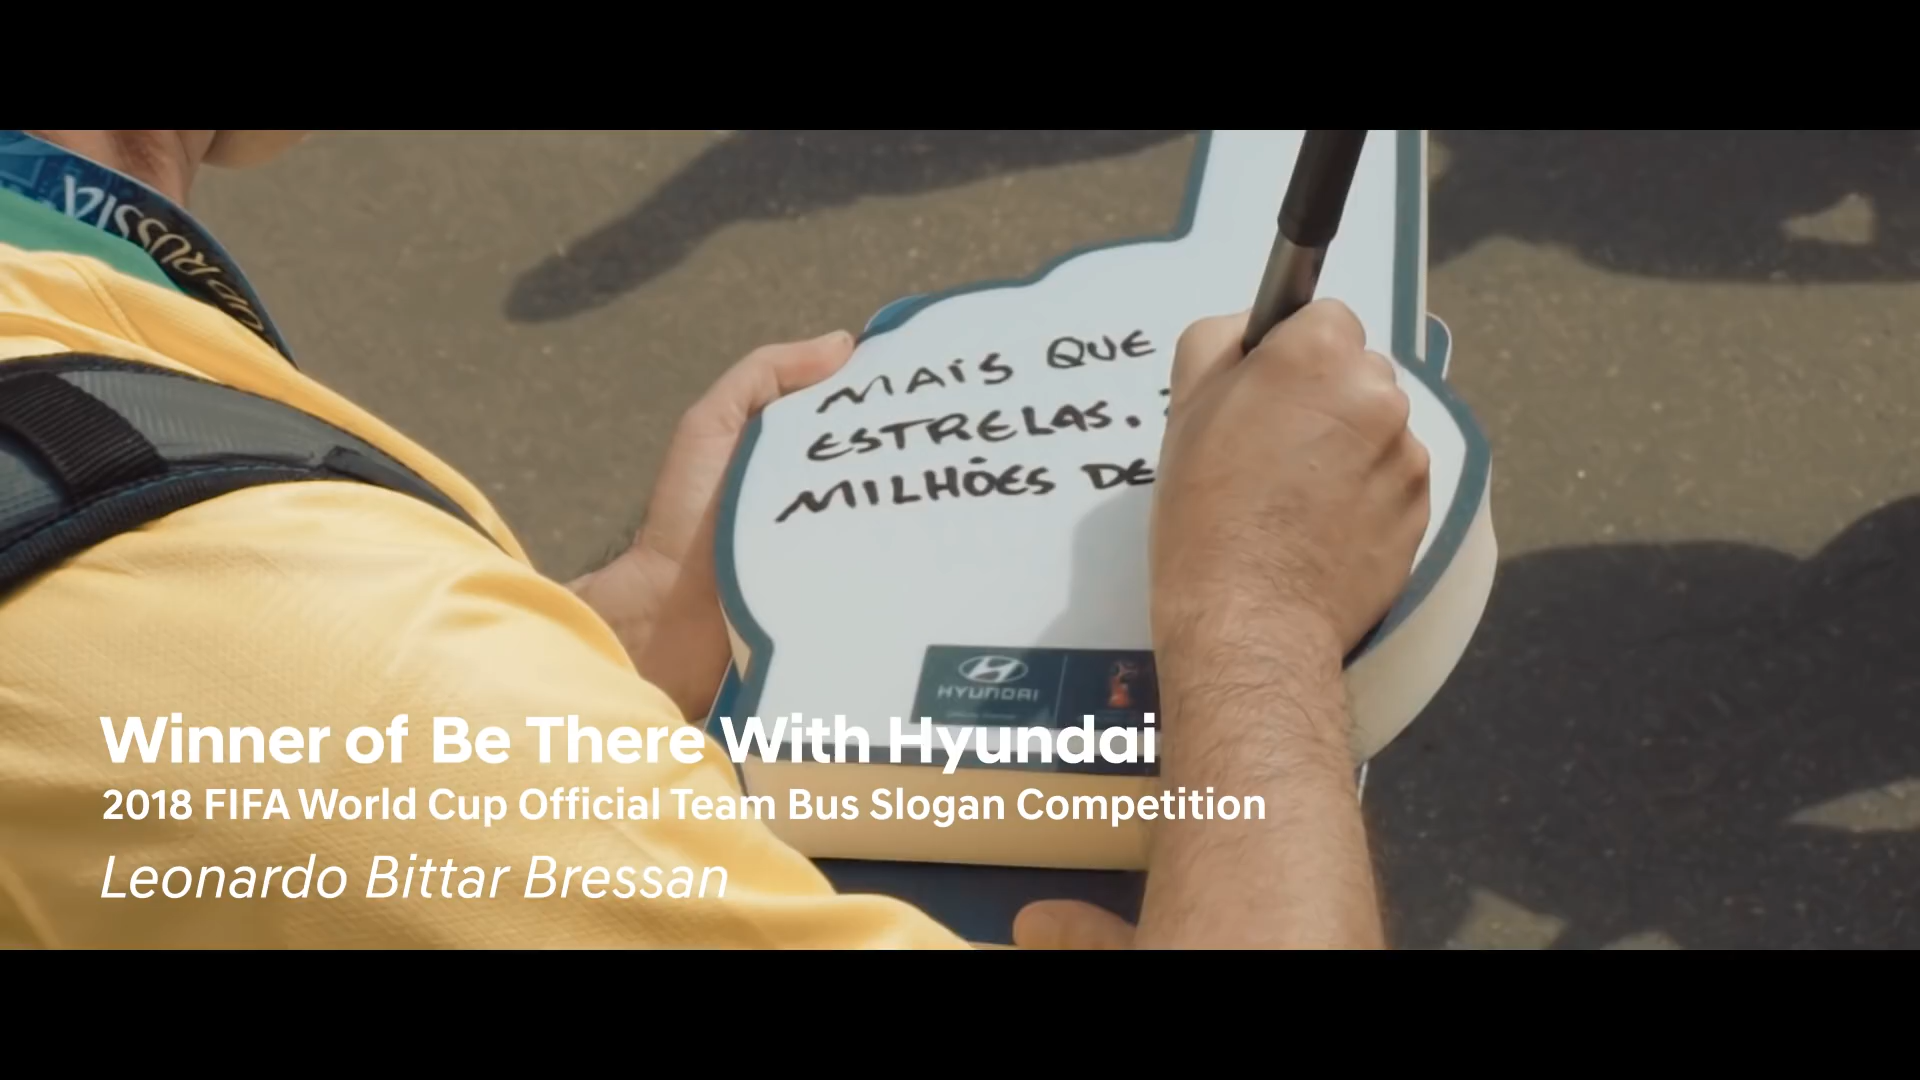 CUP RUSSIA
MAIS QUE
ESTRELAS.
MILHÕES DE
HYUNDAI
Winner of Be There With Hyundai
2018 FIFA World Cup Official Team Bus Slogan Competition
Leonardo Bittar Bressan